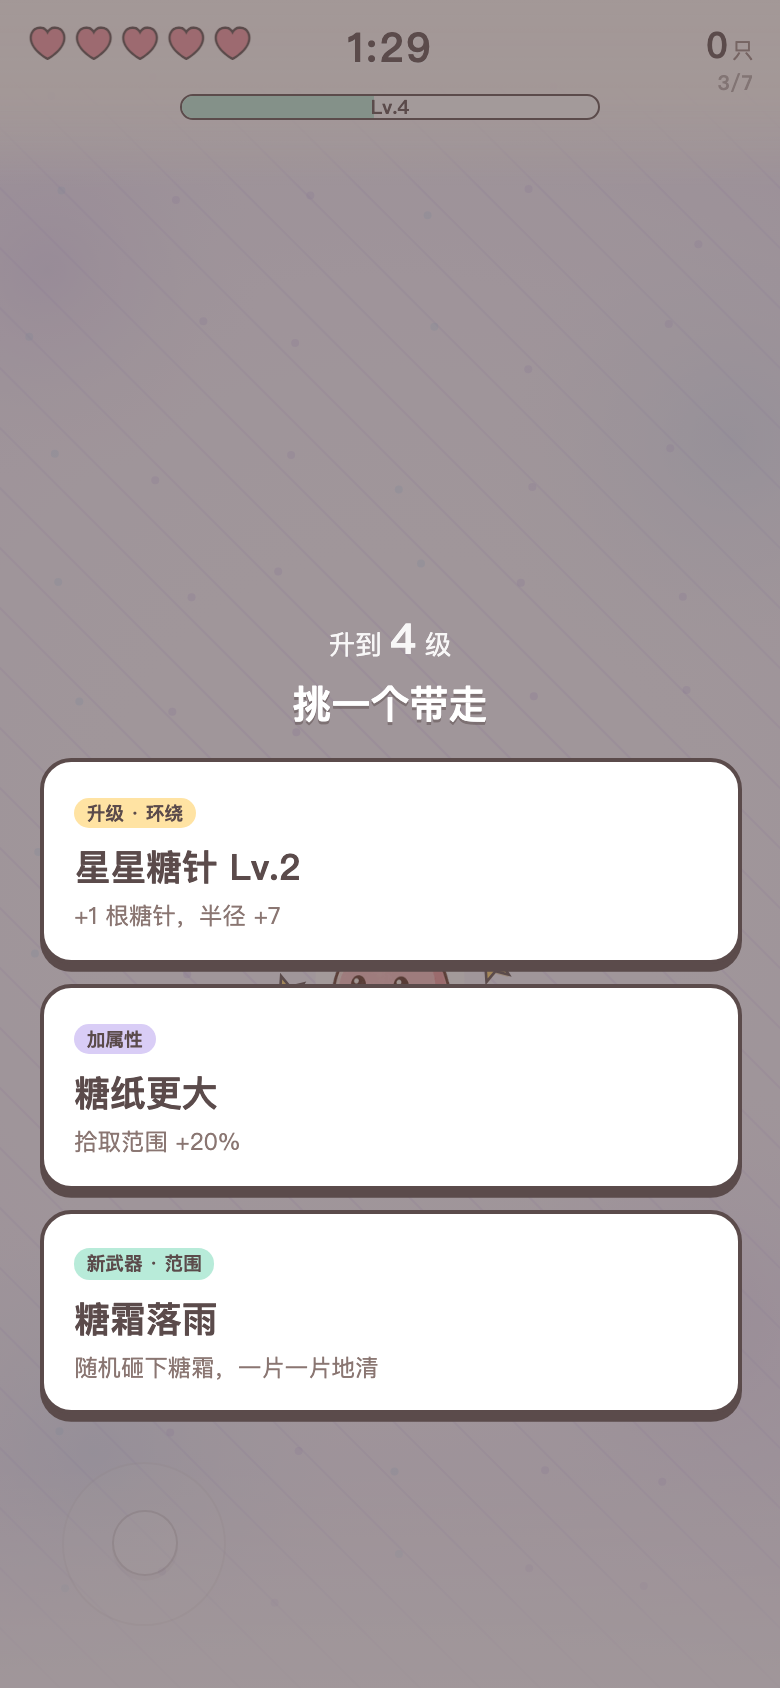 1:29
0只
3/7
Lv.4
升到 4 级
挑一个带走
升级 · 环绕
星星糖针 Lv.2
+1 根糖针，半径 +7
加属性
糖纸更大
拾取范围 +20%
新武器 · 范围
糖霜落雨
随机砸下糖霜，一片一片地清